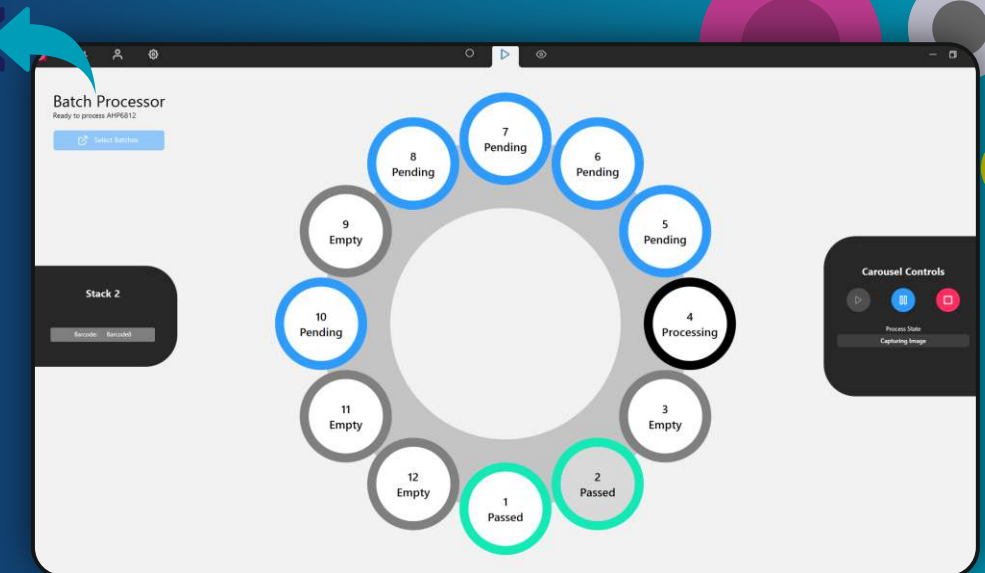 Batch Processor
Ready to process AHP6812
Select Batches
7
Pending
8
Pending
6
Pending
9
Empty
5
Pending
Stack 2
Barcode: Barcode8
10
Pending
4
Processing
Carousel Controls
Process State
Capturing Image
11
Empty
3
Empty
12
Empty
2
Passed
1
Passed